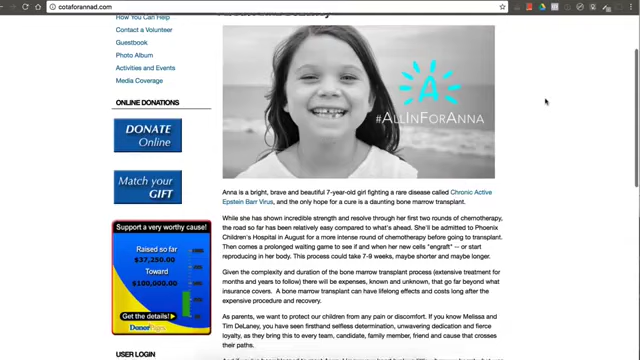 cotaforannad.com
How You Can Help
Contact a Volunteer
Guestbook
Photo Album
Activities and Events
Media Coverage
ONLINE DONATIONS
DONATE
Online
Match your
GIFT
Support a very worthy cause!
Raised so far
$37,250.00
Toward
$100,000.00
Get the details!
DonorPages
USER LOGIN
A
#ALLINFORANNA
Anna is a bright, brave and beautiful 7-year-old girl fighting a rare disease called Chronic Active
Epstein Barr Virus, and the only hope for a cure is a daunting bone marrow transplant.
While she has shown incredible strength and resolve through her first two rounds of chemotherapy,
the road so far has been relatively easy compared to what's ahead. She'll be admitted to Phoenix
Children's Hospital in August for a more intense round of chemotherapy before going to transplant.
Then comes a prolonged waiting game to see if and when her new cells "engraft" -- or start
reproducing in her body. This process could take 7-9 weeks, maybe shorter and maybe longer.
Given the complexity and duration of the bone marrow transplant process (extensive treatment for
months and years to follow) there will be expenses, known and unknown, that go far beyond what
insurance covers. A bone marrow transplant can have lifelong effects and costs long after the
expensive procedure and recovery.
As parents, we want to protect our children from any pain or discomfort. If you know Melissa and
Tim DeLaney, you have seen firsthand selfless determination, unwavering dedication and fierce
loyalty, as they bring this to every team, candidate, family member, friend and cause that crosses
their paths.